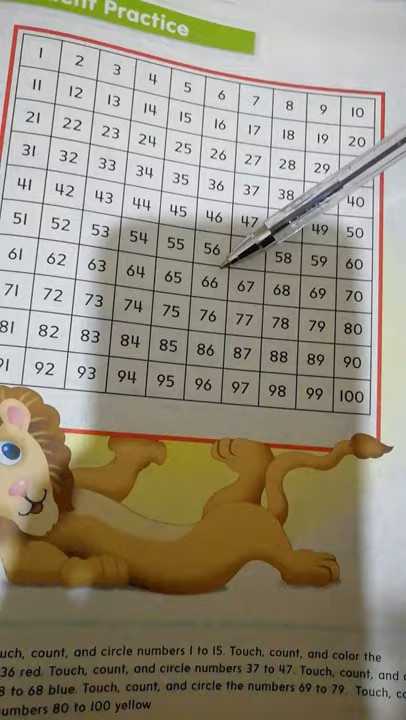 Practice
1 2 3 4 5 6 7 8 9 10
11 12 13 14 15 16 17 18 19 20
21 22 23 24 25 26 27 28 29
31 32 33 34 35 36 37 38 40
41 42 43 44 45 46 47 49 50
51 52 53 54 55 56 58 59 60
61 62 63 64 65 66 67 68 69 70
71 72 73 74 75 76 77 78 79 80
81 82 83 84 85 86 87 88 89 90
91 92 93 94 95 96 97 98 99 100
uch, count, and circle numbers 1 to 15. Touch, count, and color the
36 red. Touch, count, and circle numbers 37 to 47. Touch, count, and
8 to 68 blue. Touch, count, and circle the numbers 69 to 79. Touch, co
umbers 80 to 100 yellow